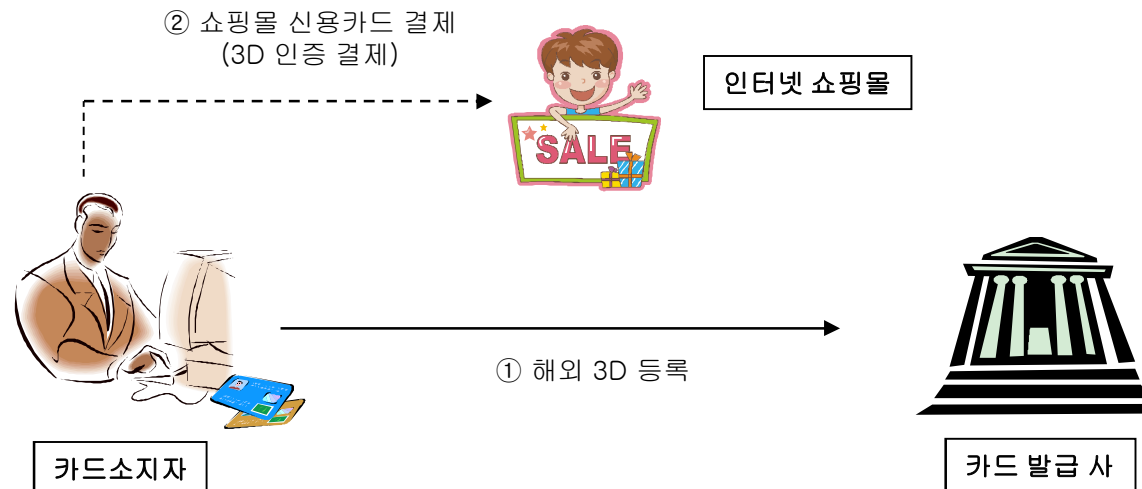 ② 쇼핑몰 신용카드 결제
(3D 인증 결제)
인터넷 쇼핑몰
SALE
① 해외 3D 등록
카드소지자
카드 발급 사